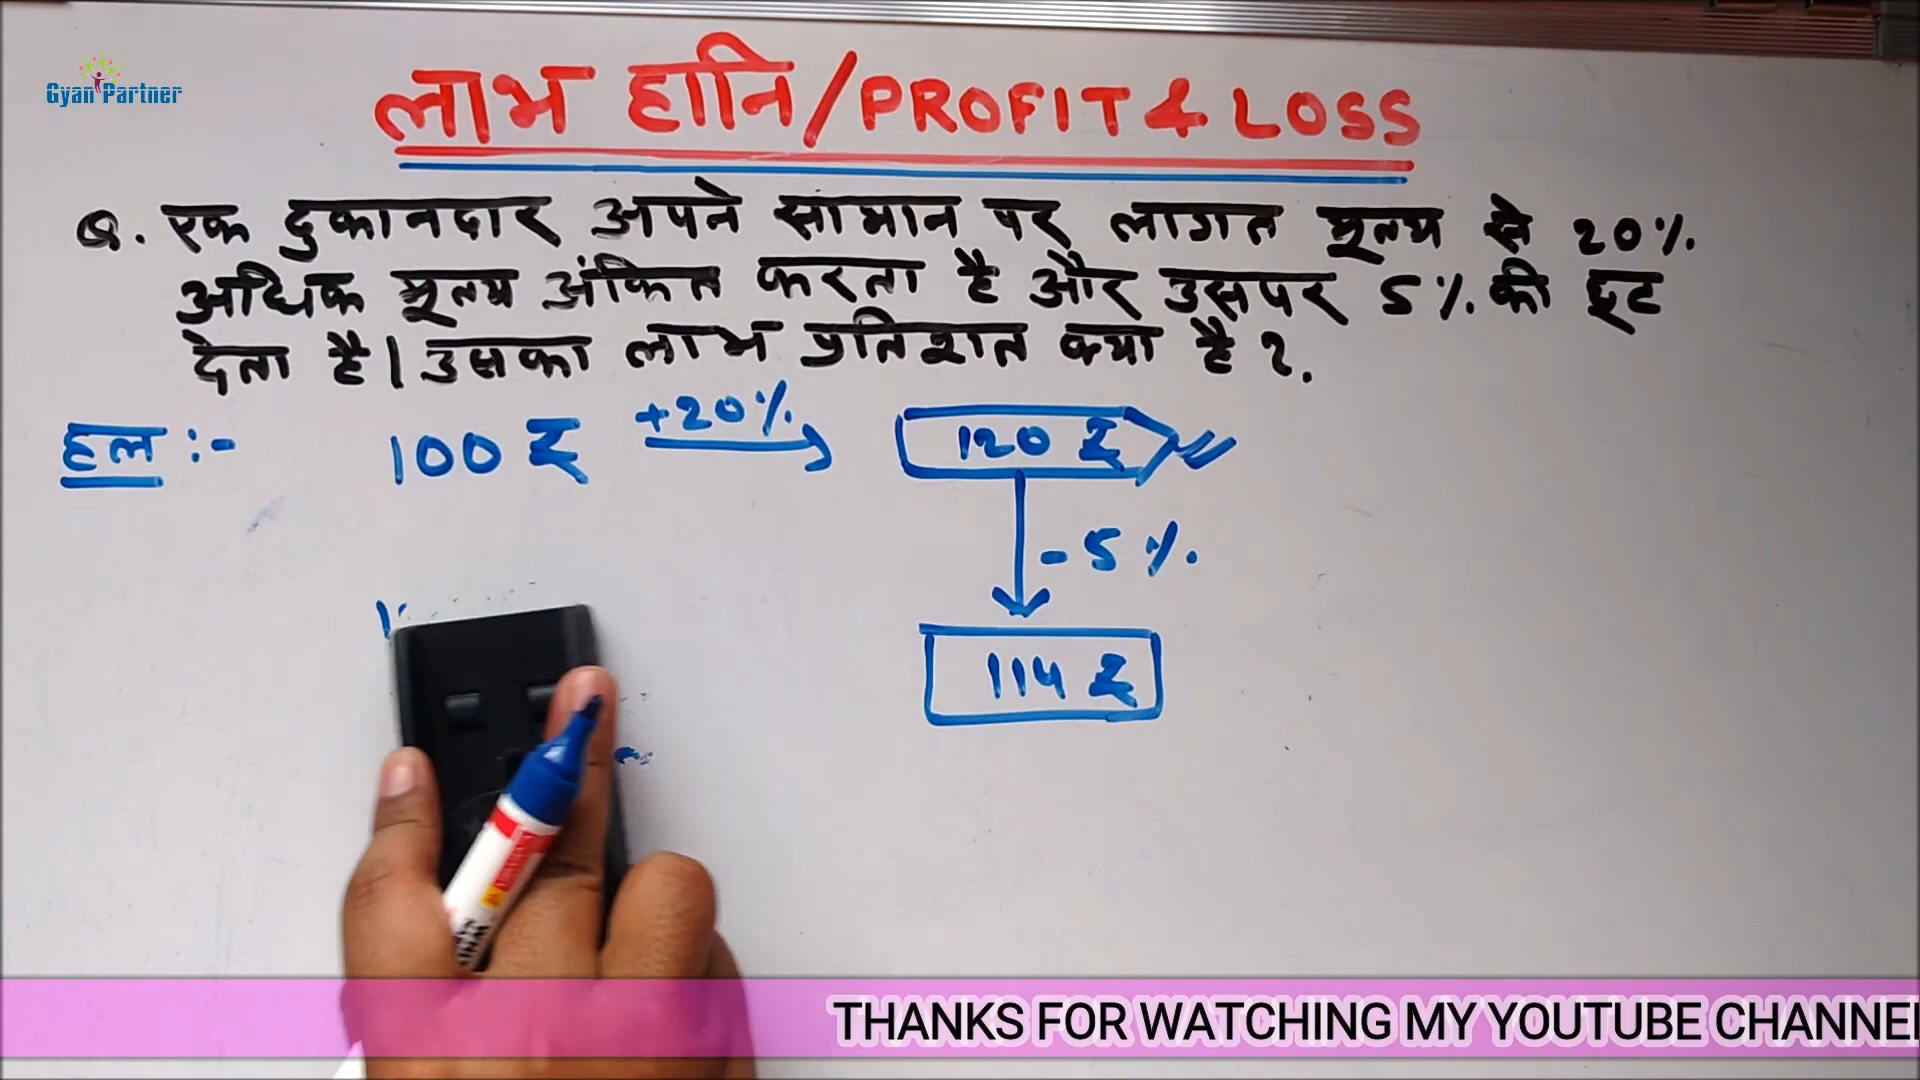 Gyan Partner
लाभ हानि/PROFIT & LOSS
Q. एक दुकानदार अपने सामान पर लागत मूल्य से 20%
अधिक मूल्य अंकित करता है और उसपर 5% की छूट
देता है। उसका लाभ प्रतिशत क्या है ?.
हल :- 100 ₹ +20% 120 ₹
- 5 %
114 ₹
THANKS FOR WATCHING MY YOUTUBE CHANNEL